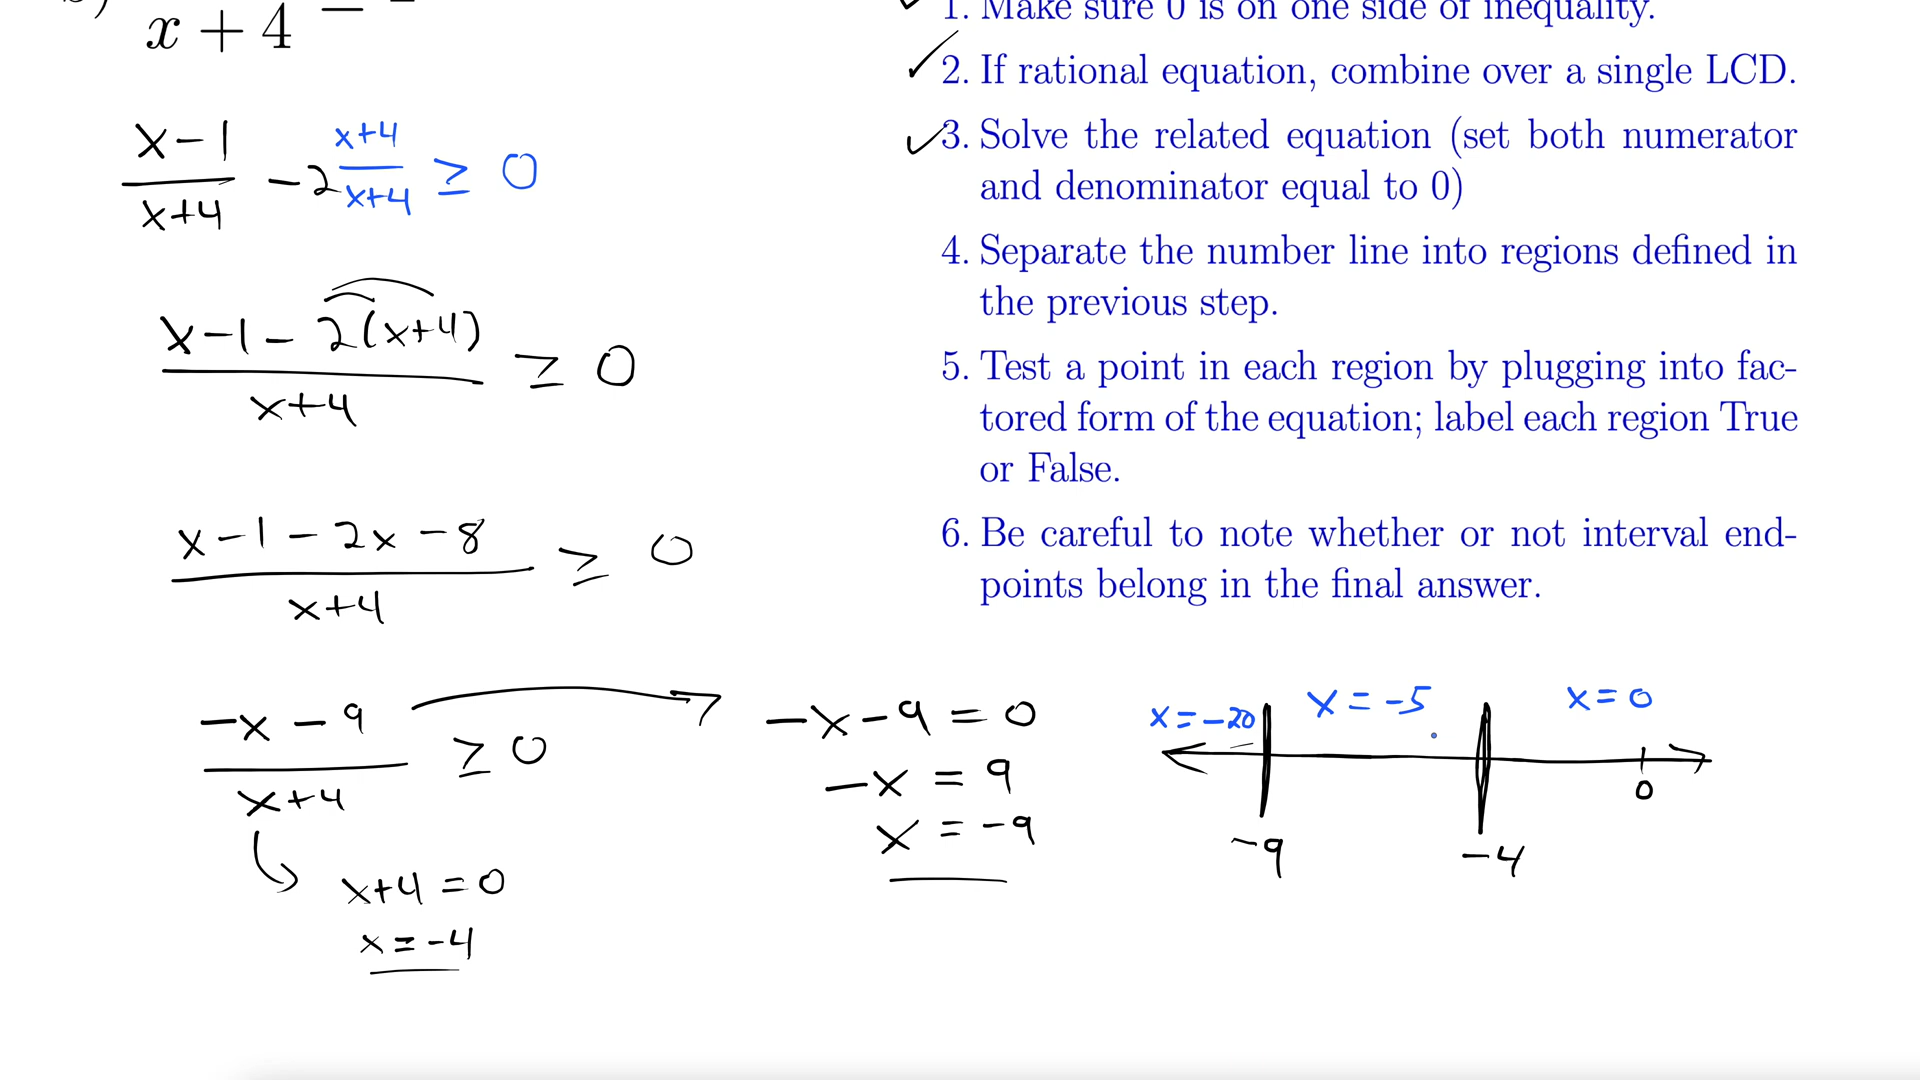 x + 4
x-1
x+4
-2
x+4
x+4
≥ 0
x-1-2(x+4)
x+4
≥ 0
x-1-2x-8
x+4
≥ 0
-x-9
x+4
≥ 0
x+4=0
x=-4
-x-9=0
-x=9
x=-9
1. Make sure 0 is on one side of inequality.
2. If rational equation, combine over a single LCD.
3. Solve the related equation (set both numerator
and denominator equal to 0)
4. Separate the number line into regions defined in
the previous step.
5. Test a point in each region by plugging into fac-
tored form of the equation; label each region True
or False.
6. Be careful to note whether or not interval end-
points belong in the final answer.
x=-20
x=-5
x=0
-9
-4
0